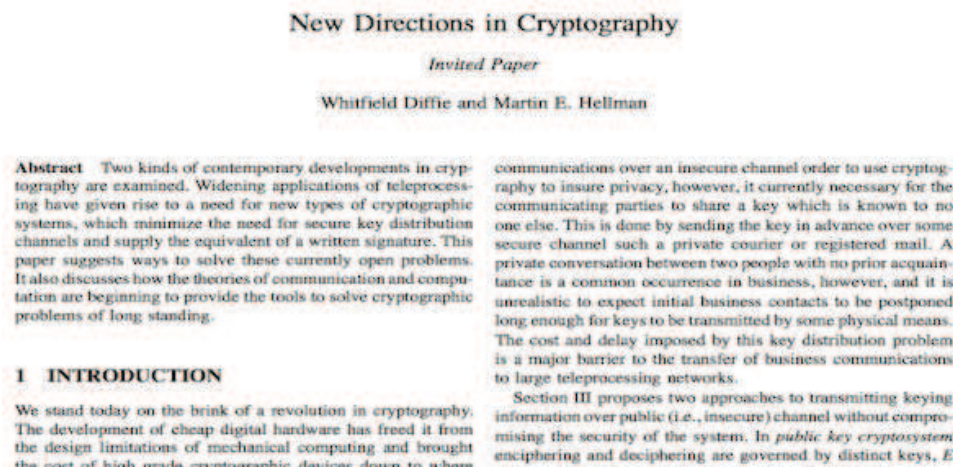 New Directions in Cryptography
Invited Paper
Whitfield Diffie and Martin E. Hellman
Abstract Two kinds of contemporary developments in cryp-
tography are examined. Widening applications of teleprocess-
ing have given rise to a need for new types of cryptographic
systems, which minimize the need for secure key distribution
channels and supply the equivalent of a written signature. This
paper suggests ways to solve these currently open problems.
It also discusses how the theories of communication and compu-
tation are beginning to provide the tools to solve cryptographic
problems of long standing.
1 INTRODUCTION
We stand today on the brink of a revolution in cryptography.
The development of cheap digital hardware has freed it from
the design limitations of mechanical computing and brought
the cost of high grade cryptographic devices down to where
communications over an insecure channel order to use cryptog-
raphy to insure privacy, however, it currently necessary for the
communicating parties to share a key which is known to no
one else. This is done by sending the key in advance over some
secure channel such a private courier or registered mail. A
private conversation between two people with no prior acquain-
tance is a common occurrence in business, however, and it is
unrealistic to expect initial business contacts to be postponed
long enough for keys to be transmitted by some physical means.
The cost and delay imposed by this key distribution problem
is a major barrier to the transfer of business communications
to large teleprocessing networks.
Section III proposes two approaches to transmitting keying
information over public (i.e., insecure) channel without compro-
mising the security of the system. In public key cryptosystem
enciphering and deciphering are governed by distinct keys, E